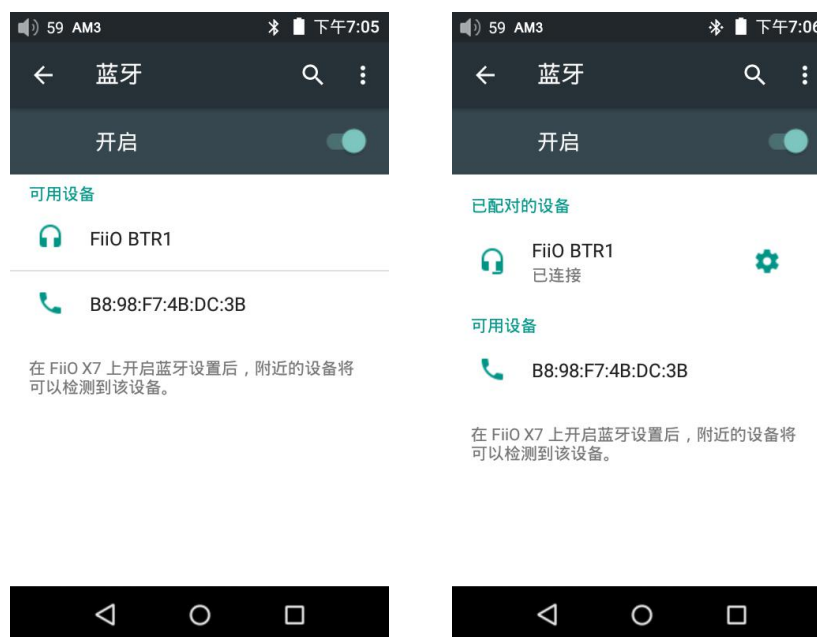 59 AM3 下午7:05
蓝牙
开启
可用设备
FiiO BTR1
B8:98:F7:4B:DC:3B
在 FiiO X7 上开启蓝牙设置后，附近的设备将
可以检测到该设备。
59 AM3 下午7:06
蓝牙
开启
已配对的设备
FiiO BTR1
已连接
可用设备
B8:98:F7:4B:DC:3B
在 FiiO X7 上开启蓝牙设置后，附近的设备将
可以检测到该设备。